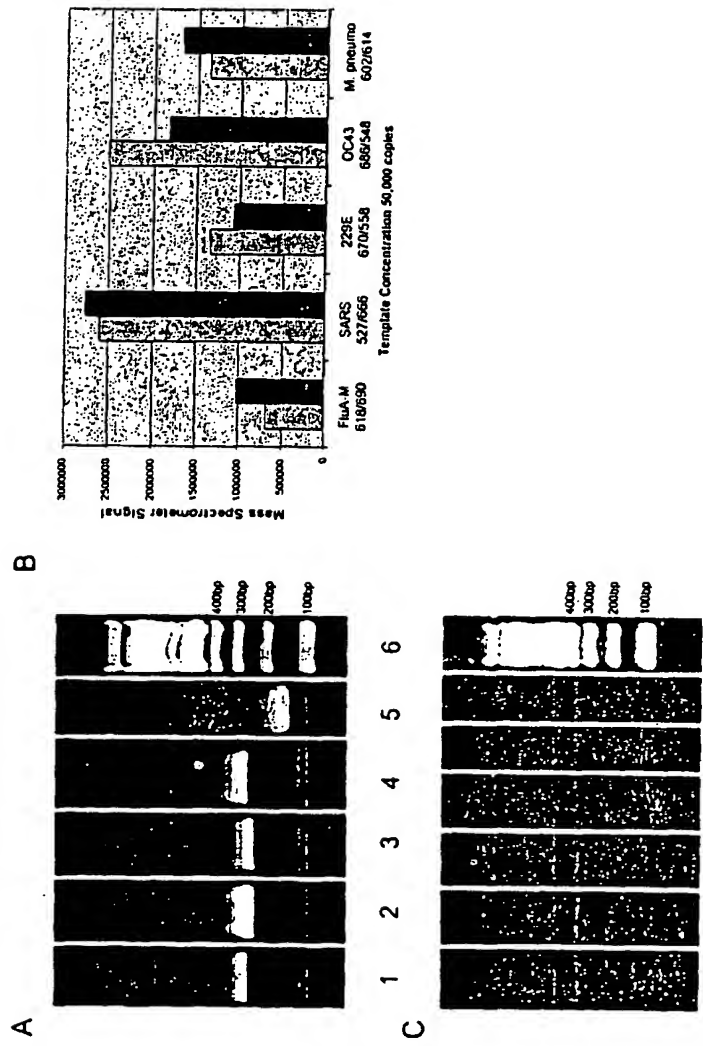 A
400bp
300bp
200bp
100bp
1 2 3 4 5 6
B
Mass Spectrometer Signal
3000000
2500000
2000000
1500000
1000000
500000
0
FluA-M SARS 229E OC43 M. pneumo
618/690 527/666 670/558 686/548 602/614
Template Concentration 50,000 copies
C
400bp
300bp
200bp
100bp